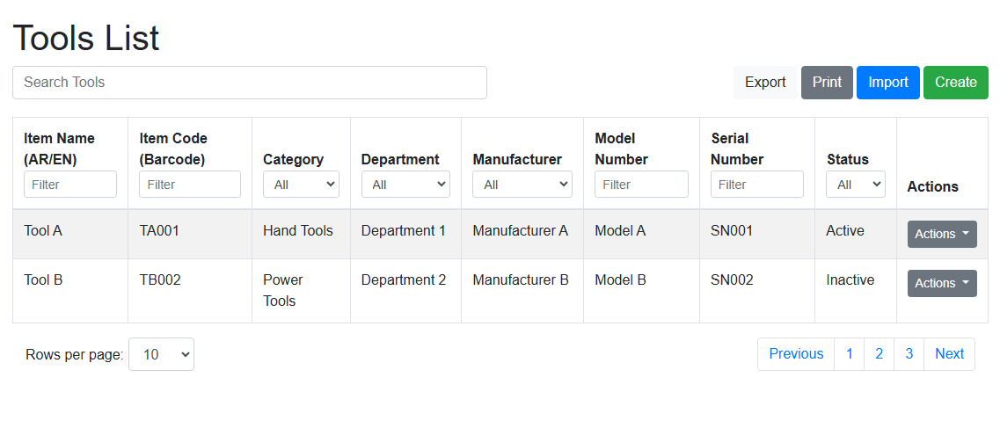 Tools List
Search Tools
Export Print Import Create
Item Name (AR/EN) Item Code (Barcode) Category Department Manufacturer Model Number Serial Number Status Actions
Filter Filter All All All Filter Filter All
Tool A TA001 Hand Tools Department 1 Manufacturer A Model A SN001 Active Actions
Tool B TB002 Power Tools Department 2 Manufacturer B Model B SN002 Inactive Actions
Rows per page: 10 Previous 1 2 3 Next